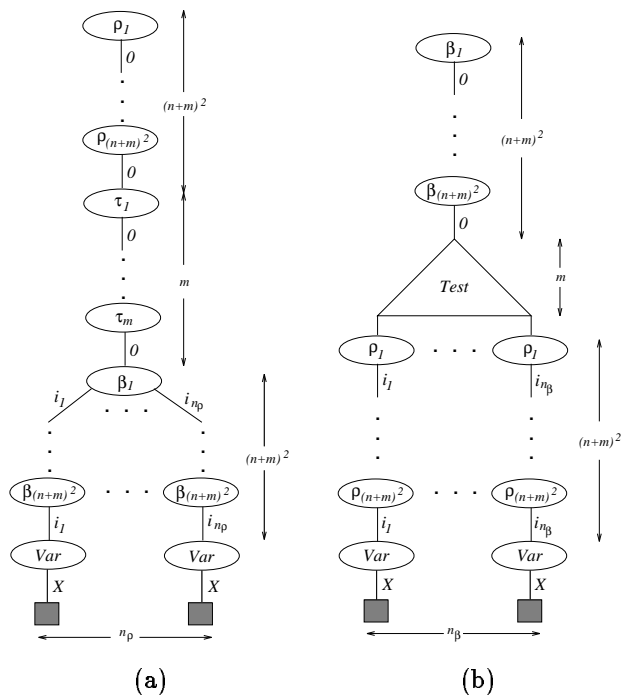 ρ1
0
. . .
(n+m)²
ρ(n+m)²
0
τ1
0
. . .
m
τm
0
β1
i1 . . . inρ
. . .
(n+m)²
β(n+m)² . . . β(n+m)²
i1 inρ
Var Var
X X
nρ
(a)
β1
0
. . .
(n+m)²
β(n+m)²
0
Test
m
ρ1 . . . ρ1
i1 inβ
. . .
(n+m)²
ρ(n+m)² . . . ρ(n+m)²
i1 inβ
Var Var
X X
nβ
(b)